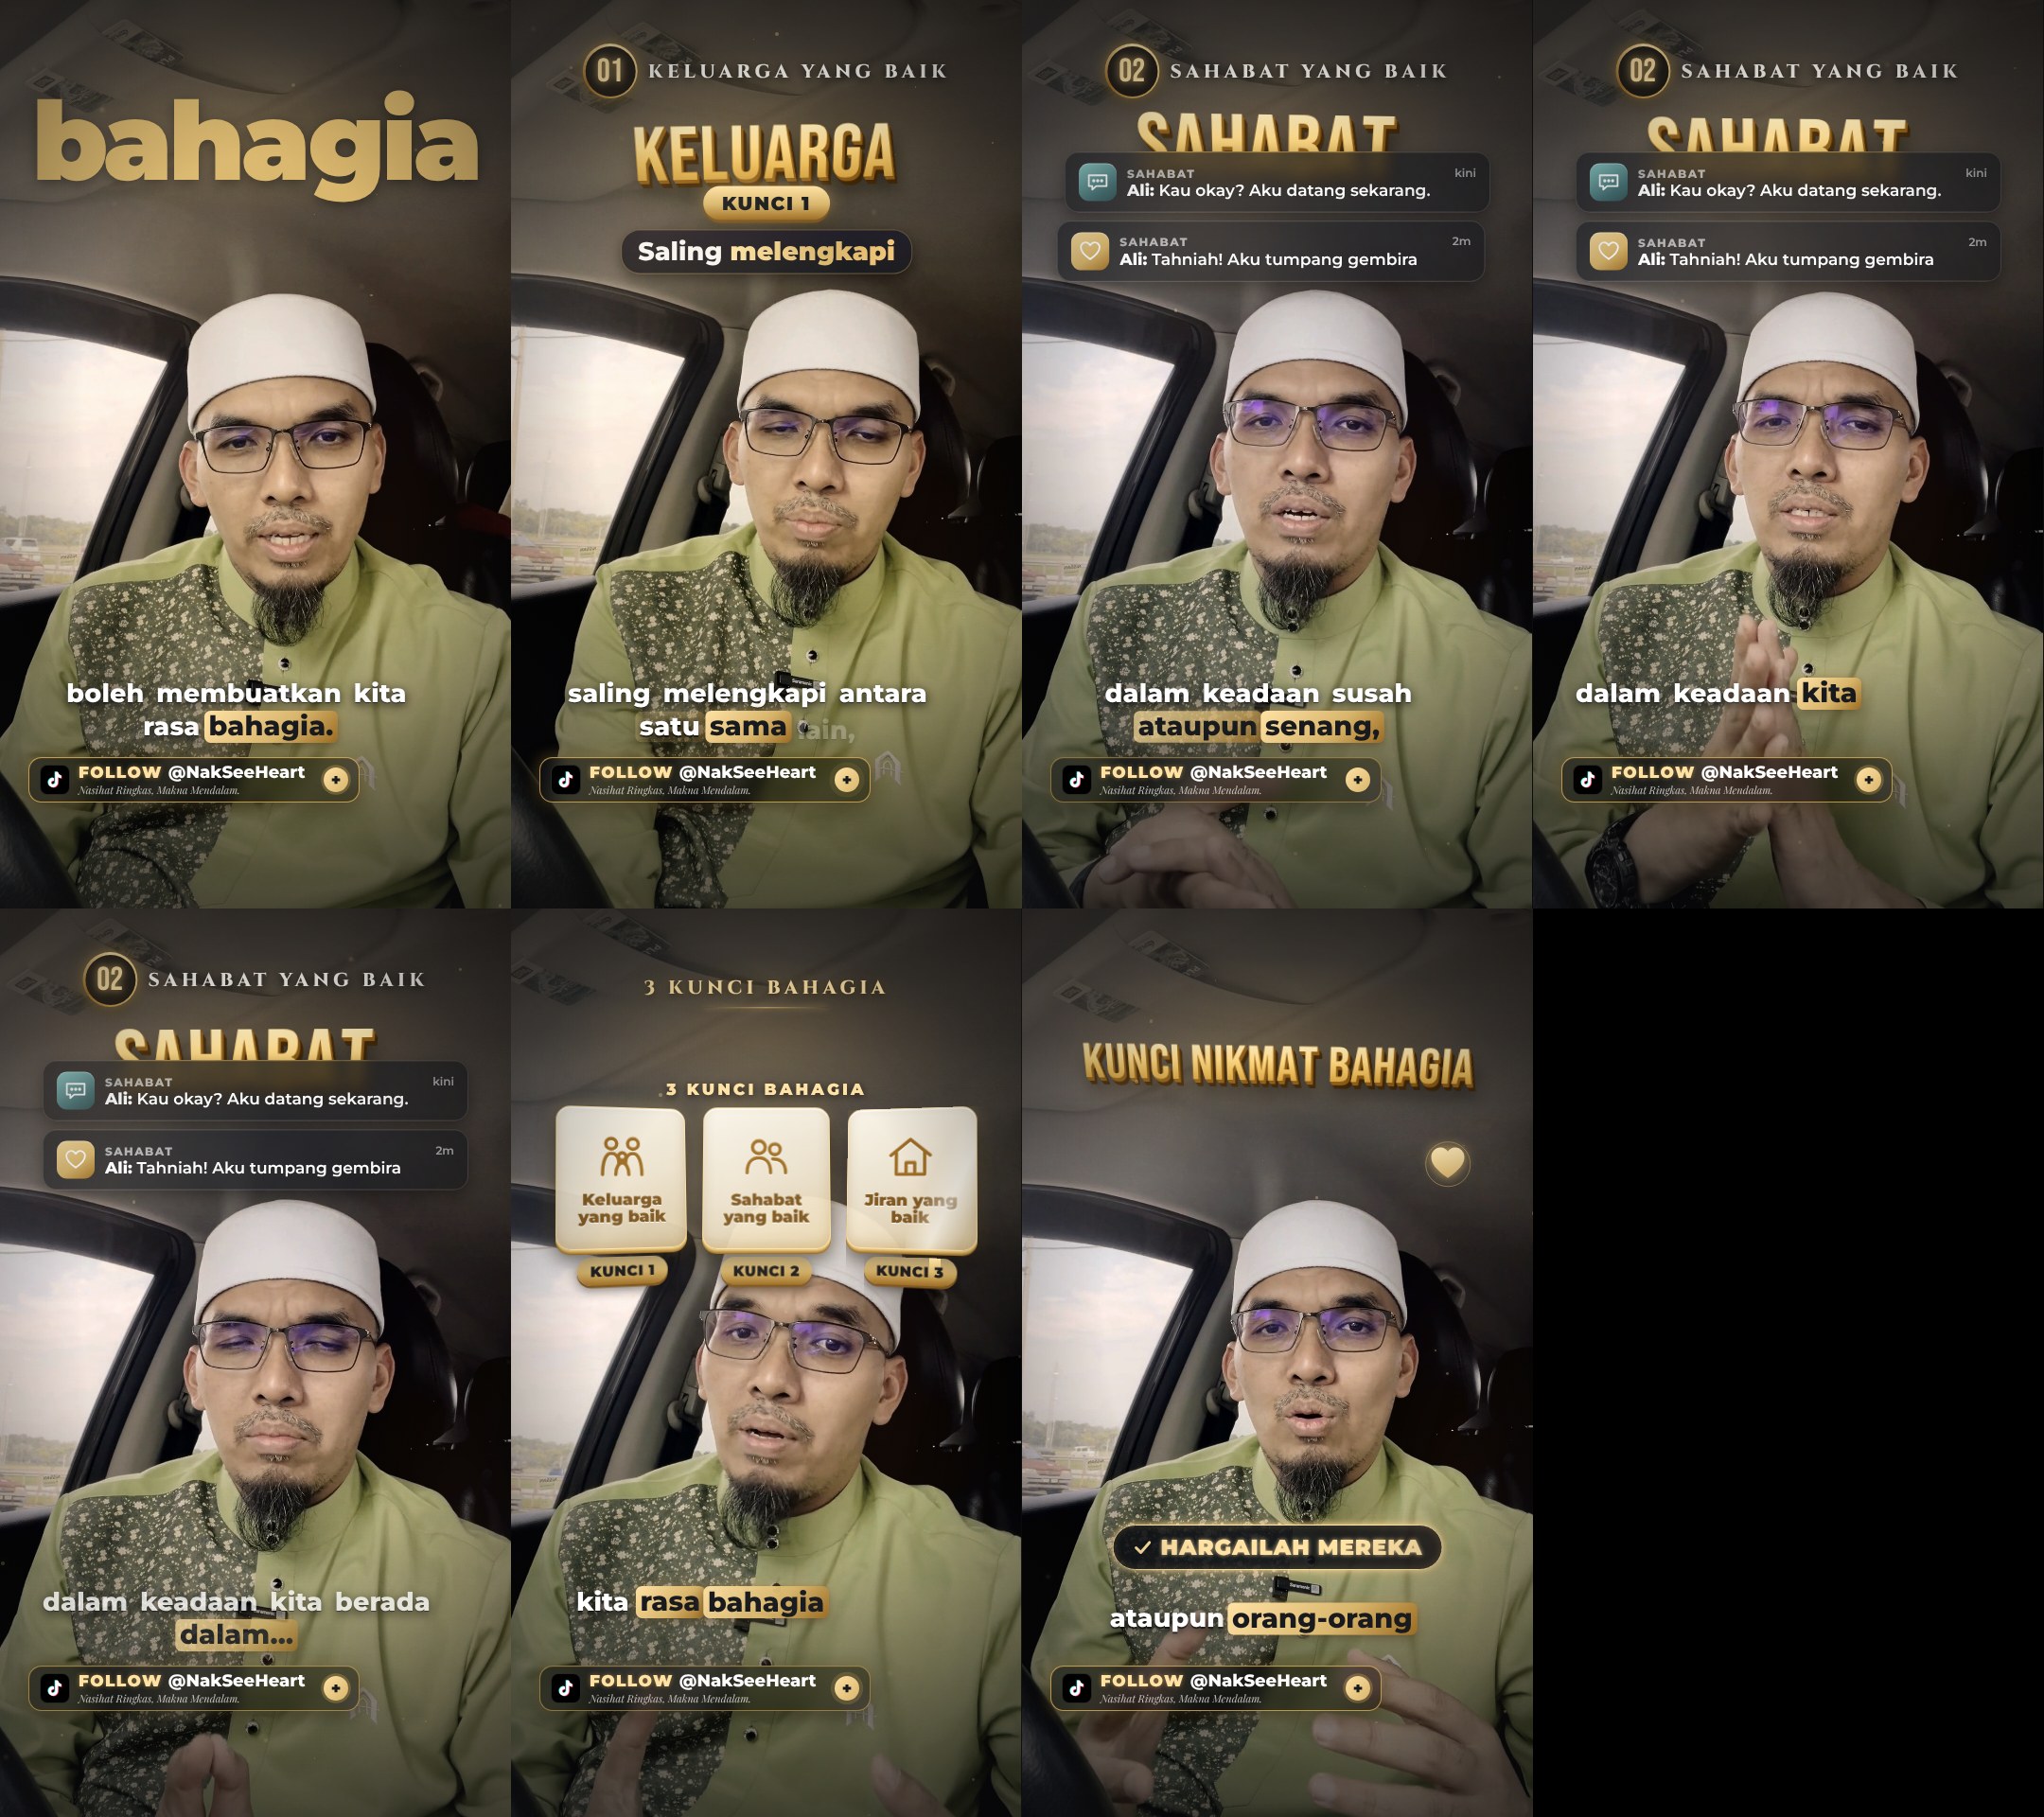 bahagia
boleh membuatkan kita
rasa bahagia.
FOLLOW @NakSeeHeart
Nasihat Ringkas, Makna Mendalam.
01 KELUARGA YANG BAIK
KELUARGA
KUNCI 1
Saling melengkapi
saling melengkapi antara
satu sama lain,
FOLLOW @NakSeeHeart
Nasihat Ringkas, Makna Mendalam.
02 SAHABAT YANG BAIK
SAHABAT
SAHABAT kini
Ali: Kau okay? Aku datang sekarang.
SAHABAT 2m
Ali: Tahniah! Aku tumpang gembira
dalam keadaan susah
ataupun senang,
FOLLOW @NakSeeHeart
Nasihat Ringkas, Makna Mendalam.
02 SAHABAT YANG BAIK
SAHABAT
SAHABAT kini
Ali: Kau okay? Aku datang sekarang.
SAHABAT 2m
Ali: Tahniah! Aku tumpang gembira
dalam keadaan kita
FOLLOW @NakSeeHeart
Nasihat Ringkas, Makna Mendalam.
02 SAHABAT YANG BAIK
SAHABAT
SAHABAT kini
Ali: Kau okay? Aku datang sekarang.
SAHABAT 2m
Ali: Tahniah! Aku tumpang gembira
dalam keadaan kita berada
dalam...
FOLLOW @NakSeeHeart
Nasihat Ringkas, Makna Mendalam.
3 KUNCI BAHAGIA
3 KUNCI BAHAGIA
Keluarga
yang baik
KUNCI 1
Sahabat
yang baik
KUNCI 2
Jiran yang
baik
KUNCI 3
kita rasa bahagia
FOLLOW @NakSeeHeart
Nasihat Ringkas, Makna Mendalam.
KUNCI NIKMAT BAHAGIA
HARGAILAH MEREKA
Saramonic
ataupun orang-orang
FOLLOW @NakSeeHeart
Nasihat Ringkas, Makna Mendalam.